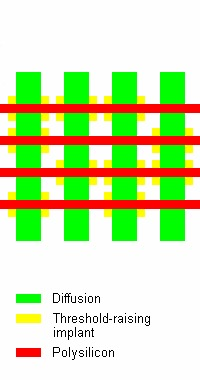 Diffusion
Threshold-raising
implant
Polysilicon